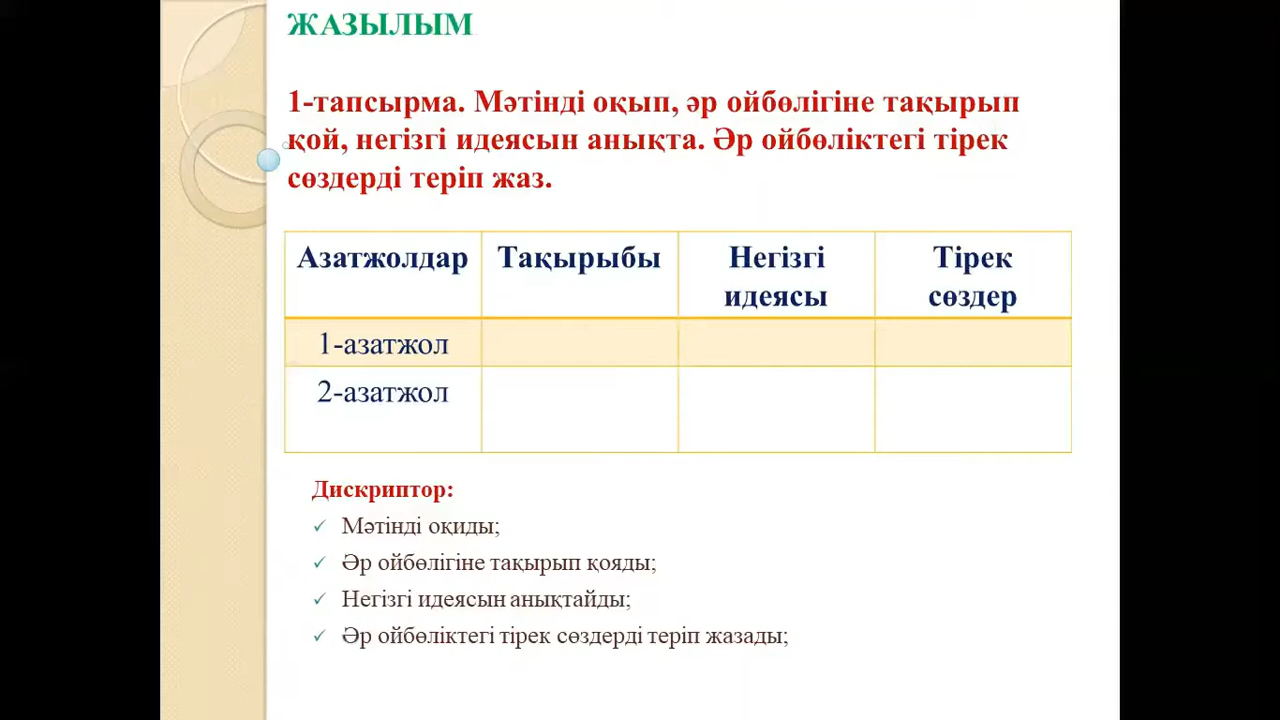 ЖАЗЫЛЫМ
1-тапсырма. Мәтінді оқып, әр ойбөлігіне тақырып
қой, негізгі идеясын анықта. Әр ойбөліктегі тірек
сөздерді теріп жаз.
Азатжолдар Тақырыбы Негізгі идеясы Тірек сөздер
1-азатжол
2-азатжол
Дискриптор:
✓ Мәтінді оқиды;
✓ Әр ойбөлігіне тақырып қояды;
✓ Негізгі идеясын анықтайды;
✓ Әр ойбөліктегі тірек сөздерді теріп жазады;